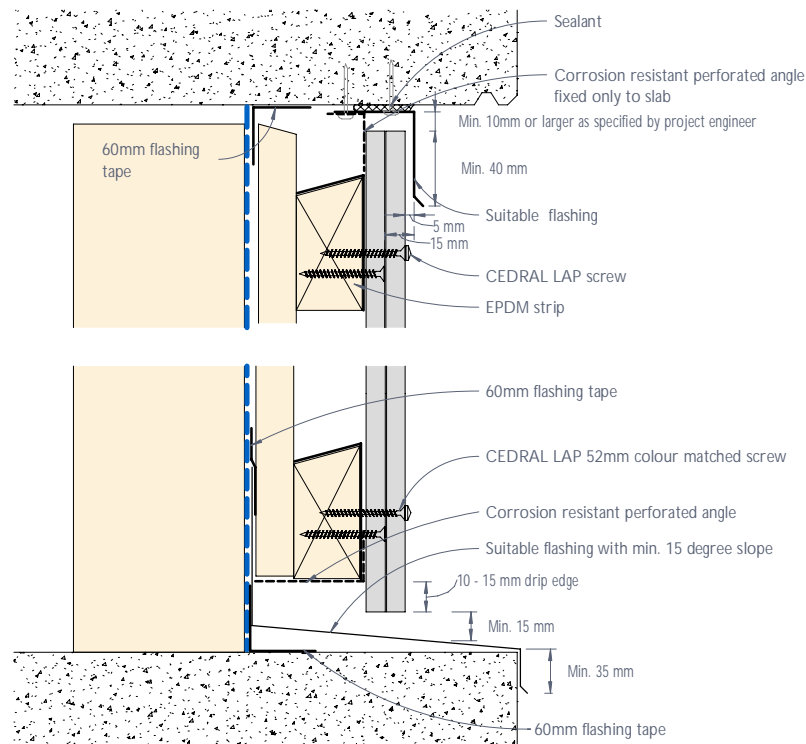 Sealant
Corrosion resistant perforated angle
fixed only to slab
Min. 10mm or larger as specified by project engineer
60mm flashing
tape
Min. 40 mm
Suitable flashing
5 mm
15 mm
CEDRAL LAP screw
EPDM strip
60mm flashing tape
CEDRAL LAP 52mm colour matched screw
Corrosion resistant perforated angle
Suitable flashing with min. 15 degree slope
10 - 15 mm drip edge
Min. 15 mm
Min. 35 mm
60mm flashing tape